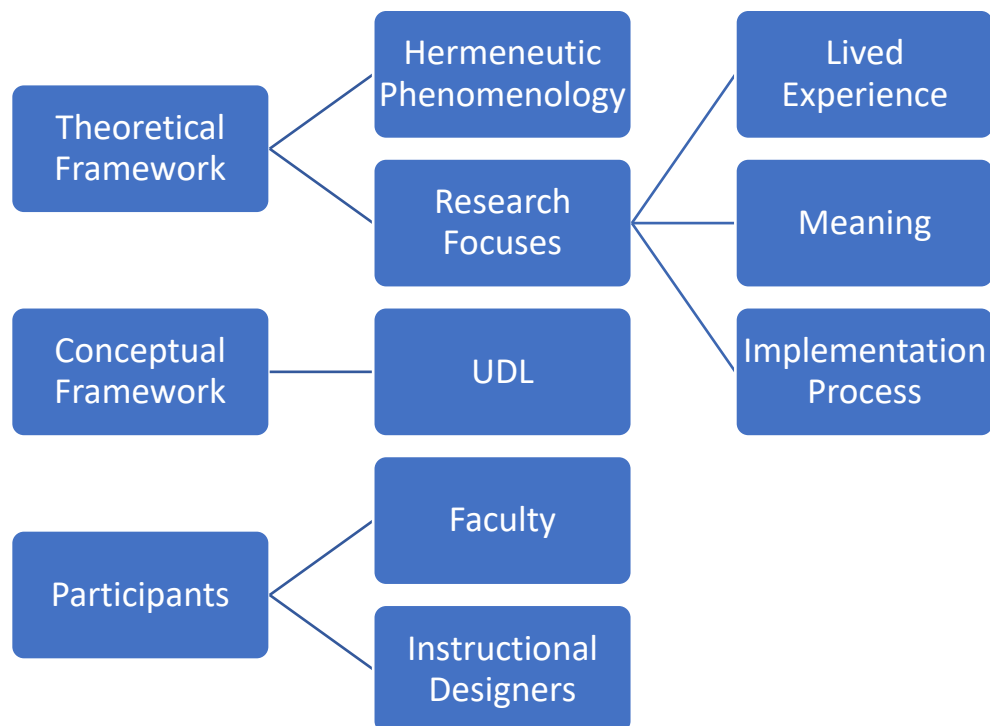 Theoretical
Framework
Hermeneutic
Phenomenology
Research
Focuses
Lived
Experience
Meaning
Implementation
Process
Conceptual
Framework
UDL
Participants
Faculty
Instructional
Designers